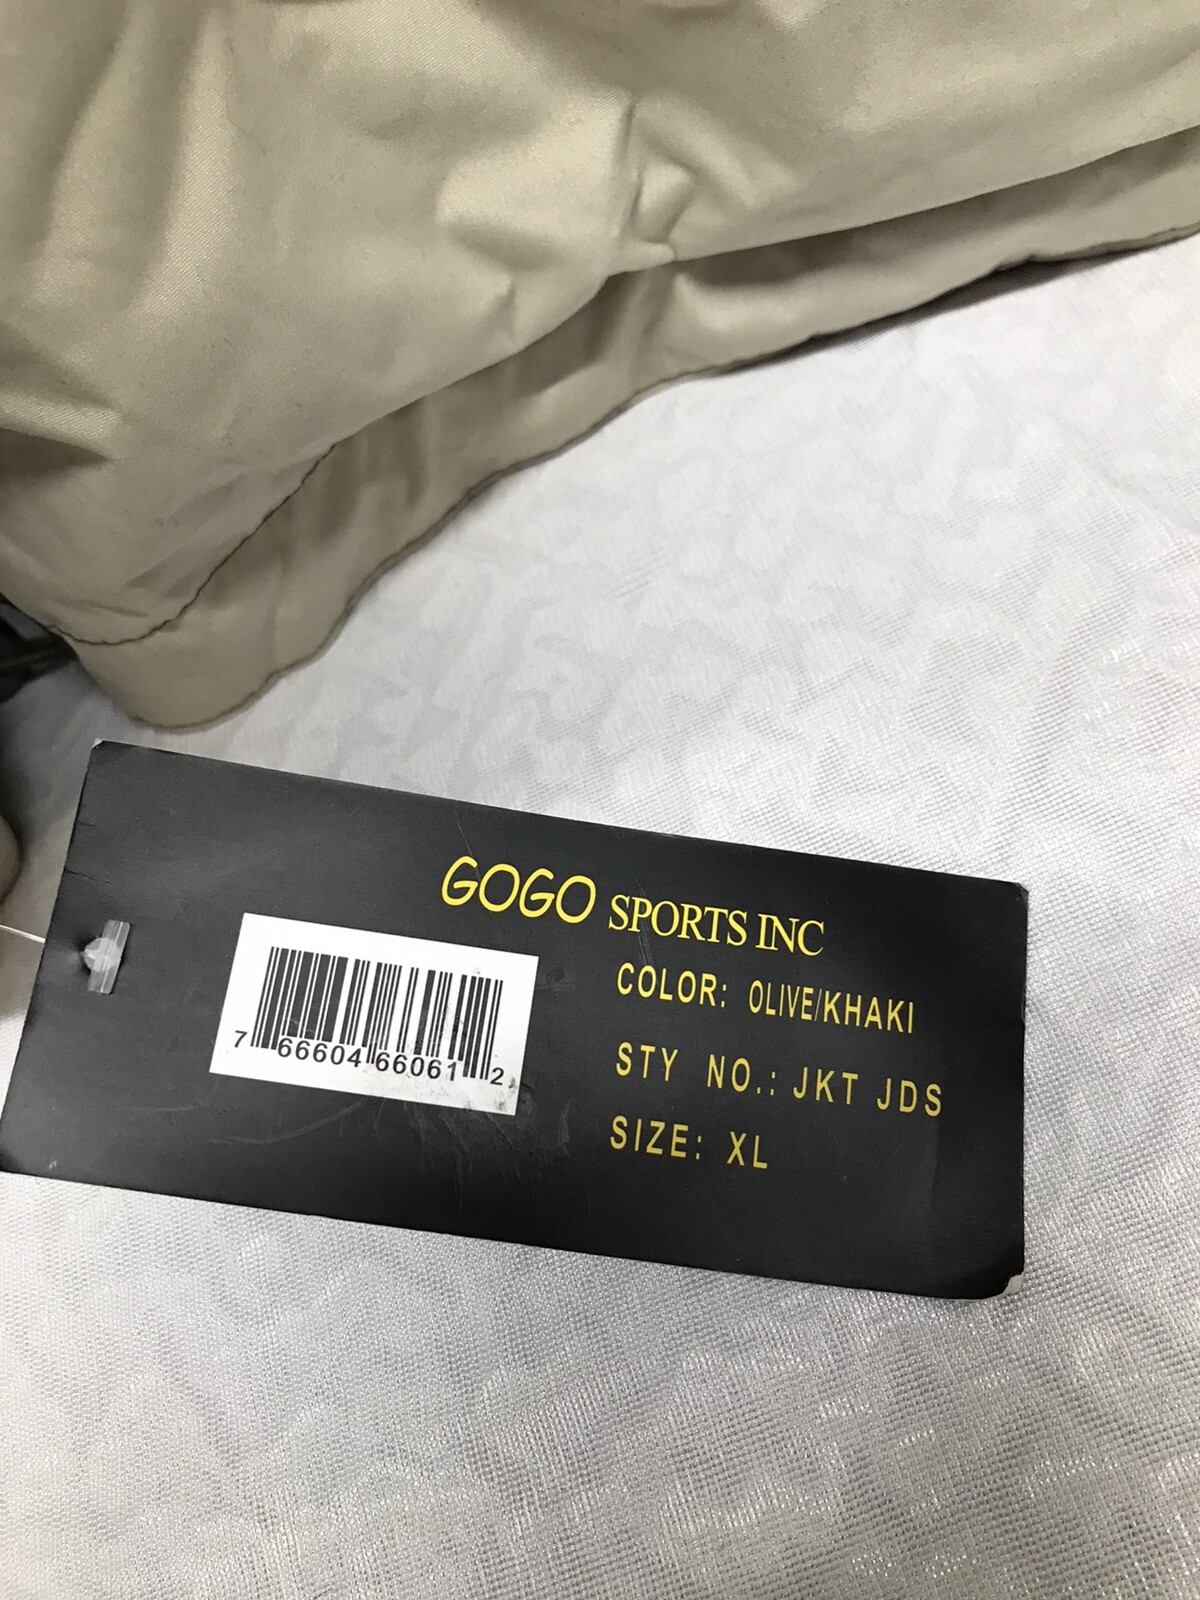 GOGO SPORTS INC
COLOR: OLIVE/KHAKI
STY NO.: JKT JDS
SIZE: XL
7 66604 66061 2